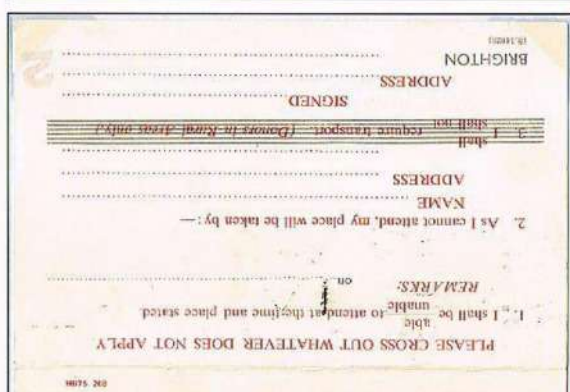 PLEASE CROSS OUT WHATEVER DOES NOT APPLY
able
1. I shall be to attend at the time and place stated
unable
on
REMARKS:
2. As I cannot attend, my place will be taken by :—
NAME
ADDRESS
shall
3. I require transport. (Donors in Rural Areas only.)
shall not
SIGNED
ADDRESS
BRIGHTON